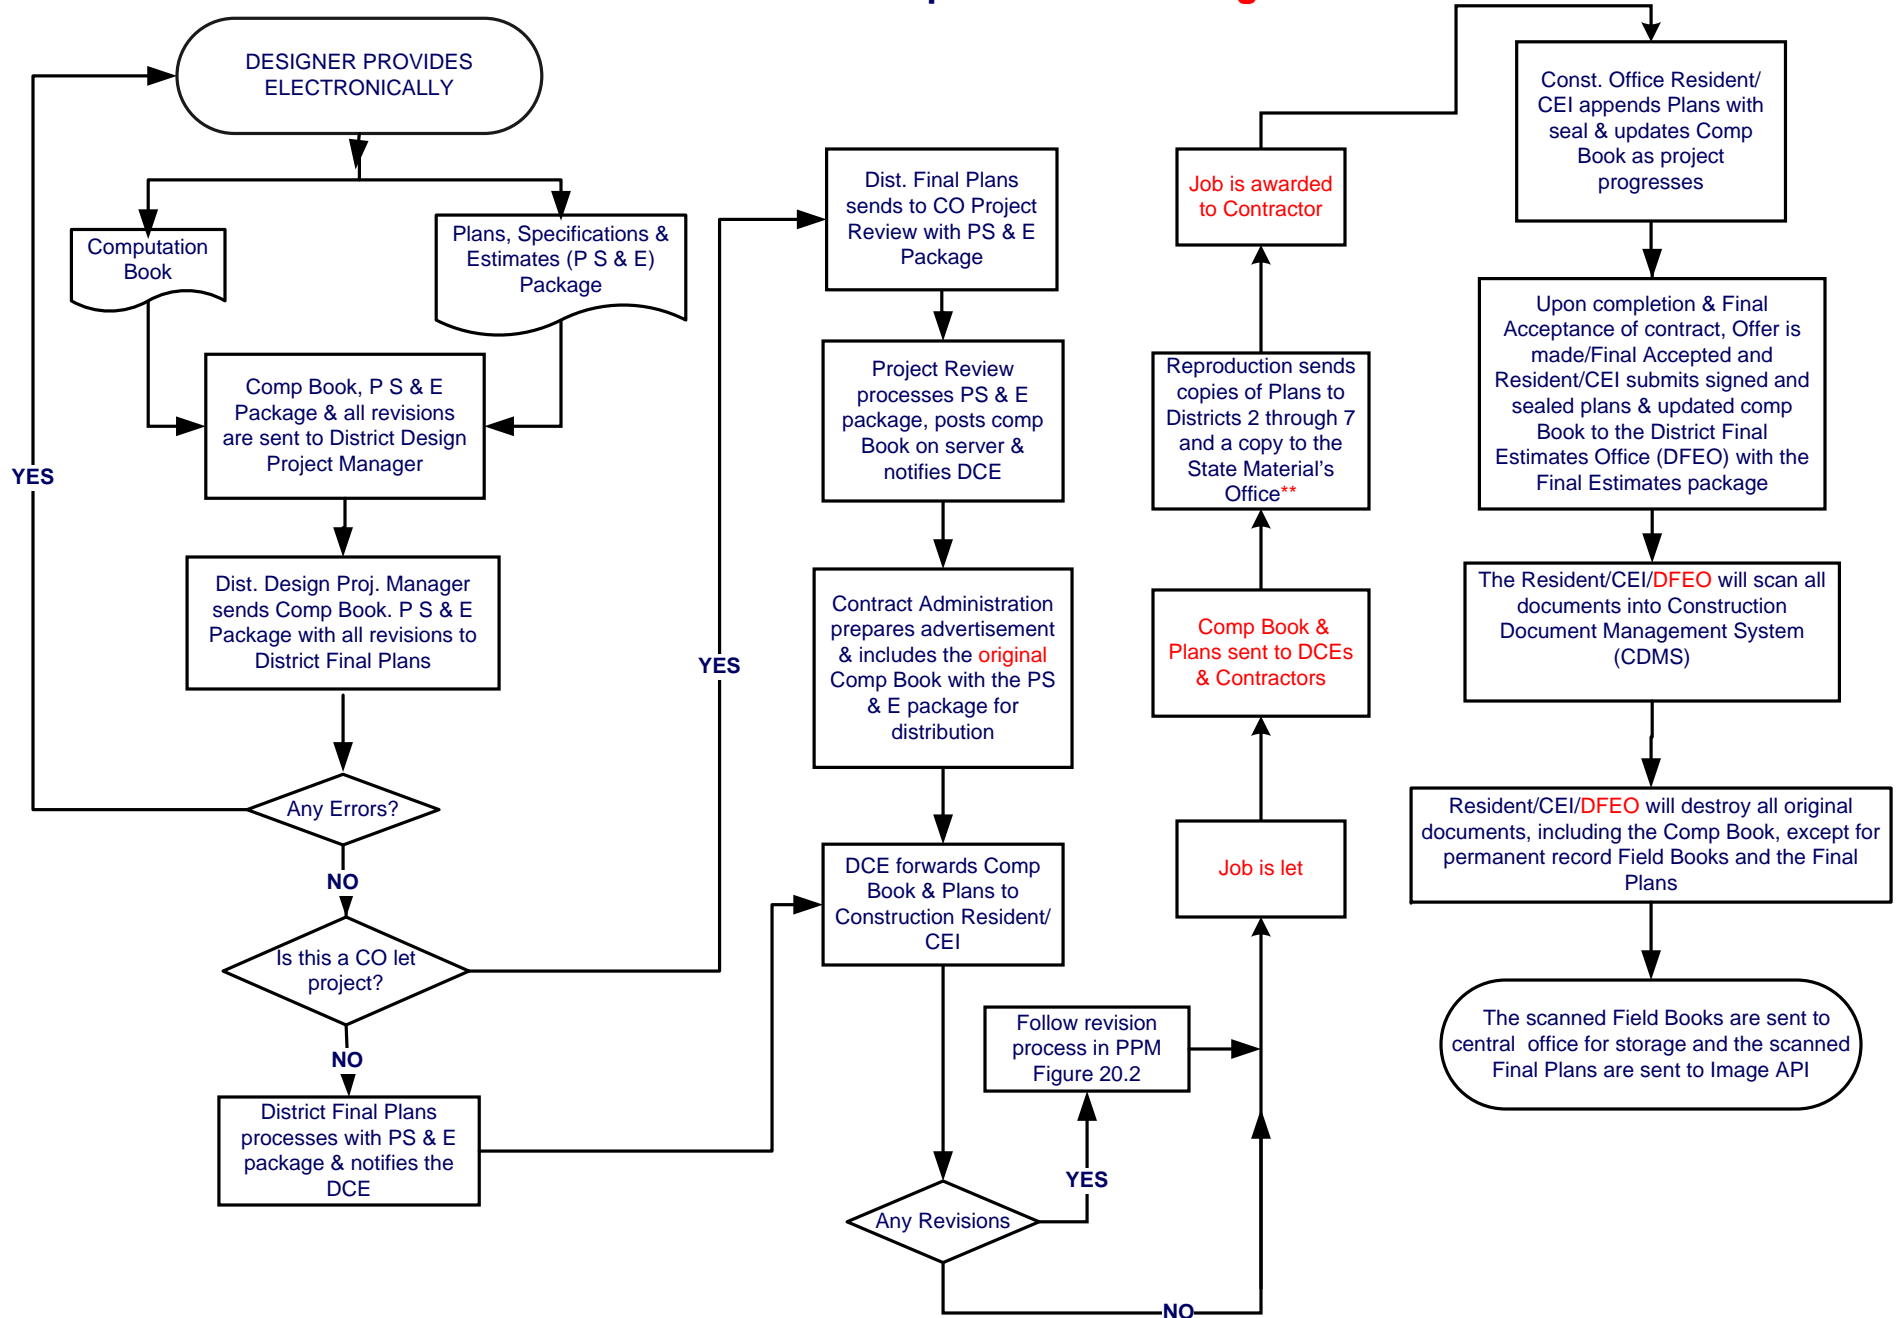 DESIGNER PROVIDES
ELECTRONICALLY
Computation
Book
Plans, Specifications &
Estimates (P S & E)
Package
Comp Book, P S & E
Package & all revisions
are sent to District Design
Project Manager
YES
Dist. Design Proj. Manager
sends Comp Book. P S & E
Package with all revisions to
District Final Plans
Any Errors?
NO
Is this a CO let
project?
NO
District Final Plans
processes with PS & E
package & notifies the
DCE
YES
Dist. Final Plans
sends to CO Project
Review with PS & E
Package
Project Review
processes PS & E
package, posts comp
Book on server &
notifies DCE
Contract Administration
prepares advertisement
& includes the original
Comp Book with the PS
& E package for
distribution
DCE forwards Comp
Book & Plans to
Construction Resident/
CEI
Any Revisions
YES
NO
Follow revision
process in PPM
Figure 20.2
Job is let
Comp Book &
Plans sent to DCEs
& Contractors
Reproduction sends
copies of Plans to
Districts 2 through 7
and a copy to the
State Material's
Office**
Job is awarded
to Contractor
Const. Office Resident/
CEI appends Plans with
seal & updates Comp
Book as project
progresses
Upon completion & Final
Acceptance of contract, Offer is
made/Final Accepted and
Resident/CEI submits signed and
sealed plans & updated comp
Book to the District Final
Estimates Office (DFEO) with the
Final Estimates package
The Resident/CEI/DFEO will scan all
documents into Construction
Document Management System
(CDMS)
Resident/CEI/DFEO will destroy all original
documents, including the Comp Book, except for
permanent record Field Books and the Final
Plans
The scanned Field Books are sent to
central office for storage and the scanned
Final Plans are sent to Image API